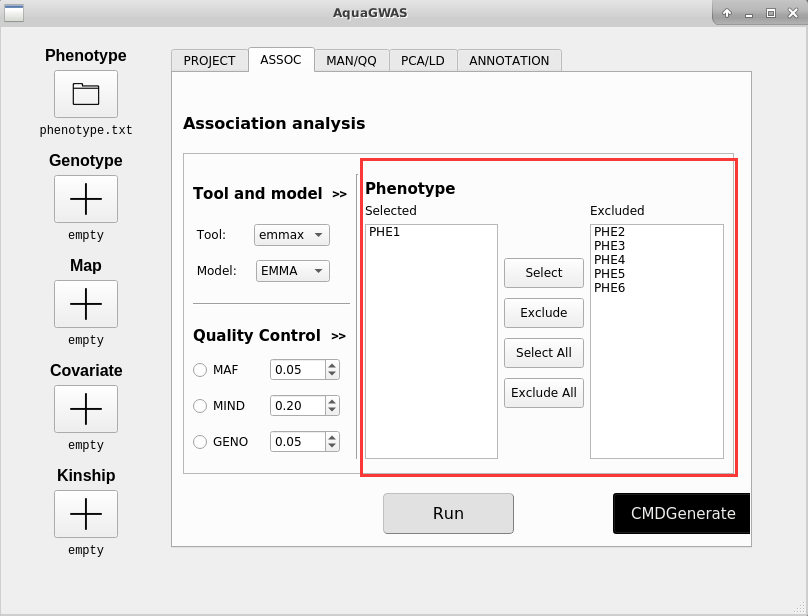 AquaGWAS
Phenotype
phenotype.txt
Genotype
empty
Map
empty
Covariate
empty
Kinship
empty
PROJECT ASSOC MAN/QQ PCA/LD ANNOTATION
Association analysis
Tool and model >>
Tool: emmax
Model: EMMA
Quality Control >>
MAF 0.05
MIND 0.20
GENO 0.05
Phenotype
Selected
PHE1
Select
Exclude
Select All
Exclude All
Excluded
PHE2
PHE3
PHE4
PHE5
PHE6
Run
CMDGenerate